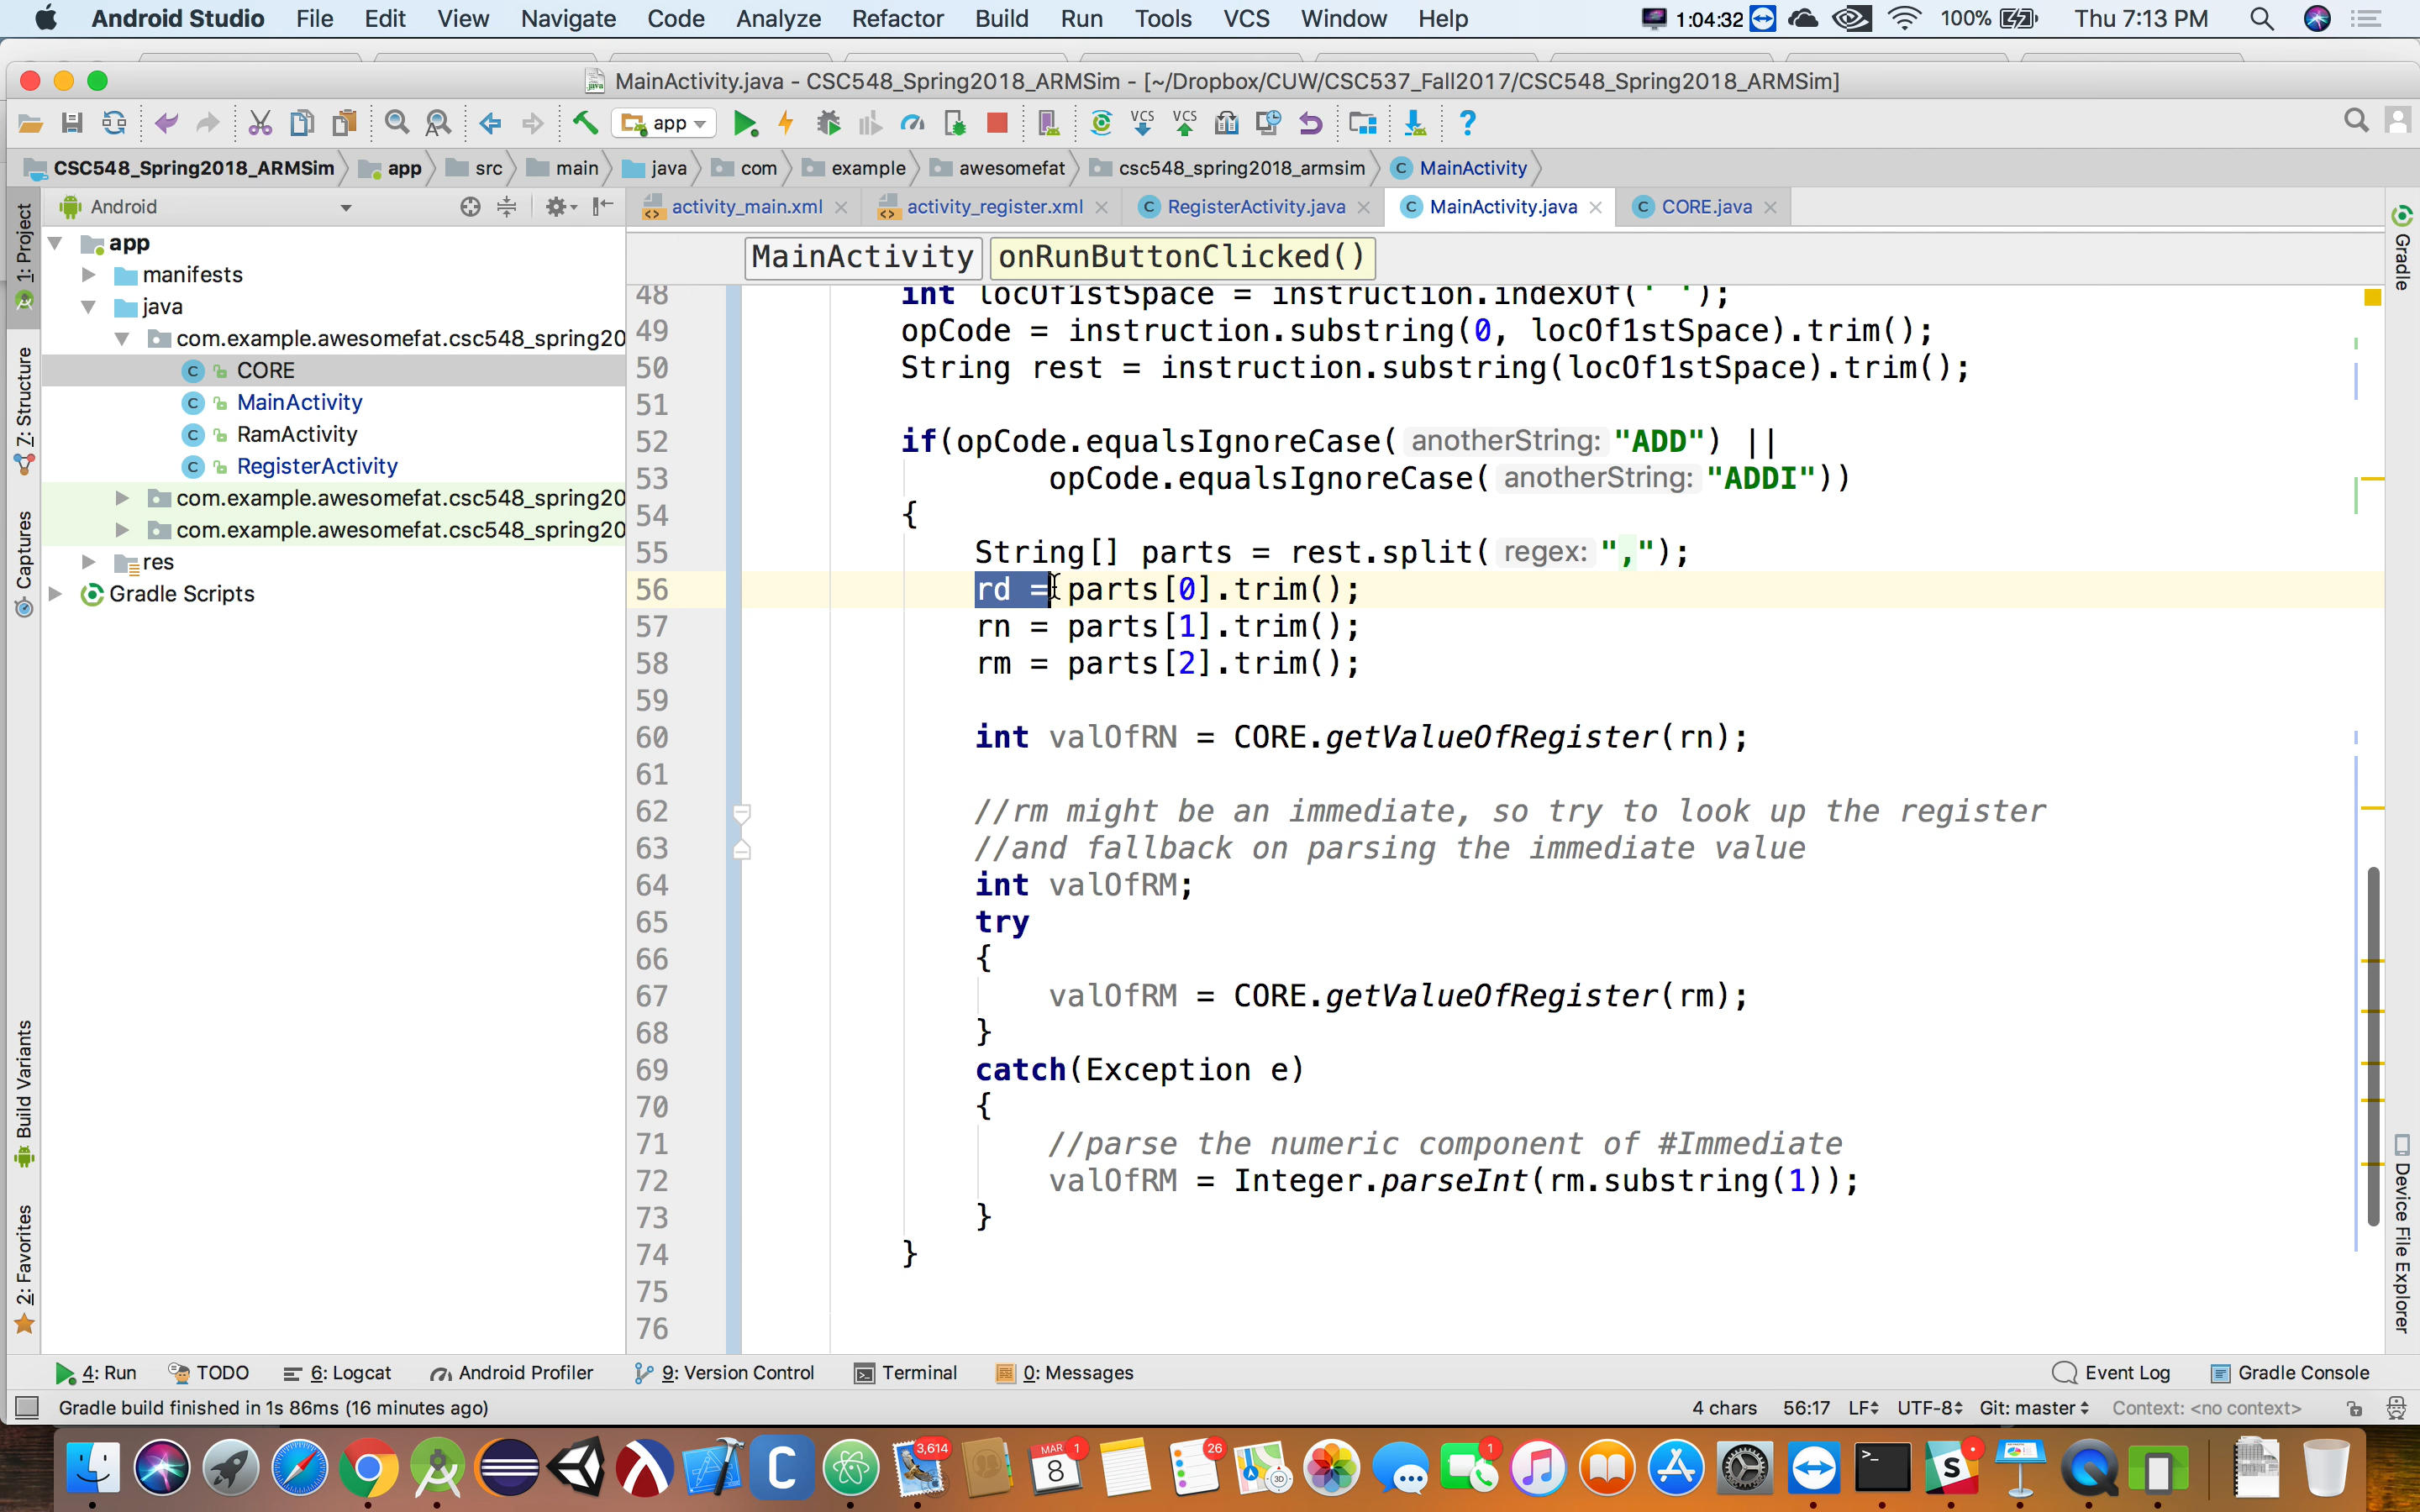 Android Studio File Edit View Navigate Code Analyze Refactor Build Run Tools VCS Window Help 1:04:32 100% Thu 7:13 PM
MainActivity.java - CSC548_Spring2018_ARMSim - [~/Dropbox/CUW/CSC537_Fall2017/CSC548_Spring2018_ARMSim]
app VCS VCS ?
CSC548_Spring2018_ARMSim app src main java com example awesomefat csc548_spring2018_armsim MainActivity
Android
activity_main.xml activity_register.xml RegisterActivity.java MainActivity.java CORE.java
MainActivity onRunButtonClicked()
1: Project
7: Structure
Captures
Build Variants
2: Favorites
app
manifests
java
com.example.awesomefat.csc548_spring20
CORE
MainActivity
RamActivity
RegisterActivity
com.example.awesomefat.csc548_spring20
com.example.awesomefat.csc548_spring20
res
Gradle Scripts
48 int locOf1stSpace = instruction.indexOf(' ');
49 opCode = instruction.substring(0, locOf1stSpace).trim();
50 String rest = instruction.substring(locOf1stSpace).trim();
51
52 if(opCode.equalsIgnoreCase( anotherString: "ADD") ||
53 opCode.equalsIgnoreCase( anotherString: "ADDI"))
54 {
55 String[] parts = rest.split( regex: ",");
56 rd = parts[0].trim();
57 rn = parts[1].trim();
58 rm = parts[2].trim();
59
60 int valOfRN = CORE.getValueOfRegister(rn);
61
62 //rm might be an immediate, so try to look up the register
63 //and fallback on parsing the immediate value
64 int valOfRM;
65 try
66 {
67 valOfRM = CORE.getValueOfRegister(rm);
68 }
69 catch(Exception e)
70 {
71 //parse the numeric component of #Immediate
72 valOfRM = Integer.parseInt(rm.substring(1));
73 }
74 }
75
76
Gradle
Device File Explorer
4: Run TODO 6: Logcat Android Profiler 9: Version Control Terminal 0: Messages Event Log Gradle Console
Gradle build finished in 1s 86ms (16 minutes ago) 4 chars 56:17 LF UTF-8 Git: master Context: <no context>
3,614 MAR 8 1 26 1